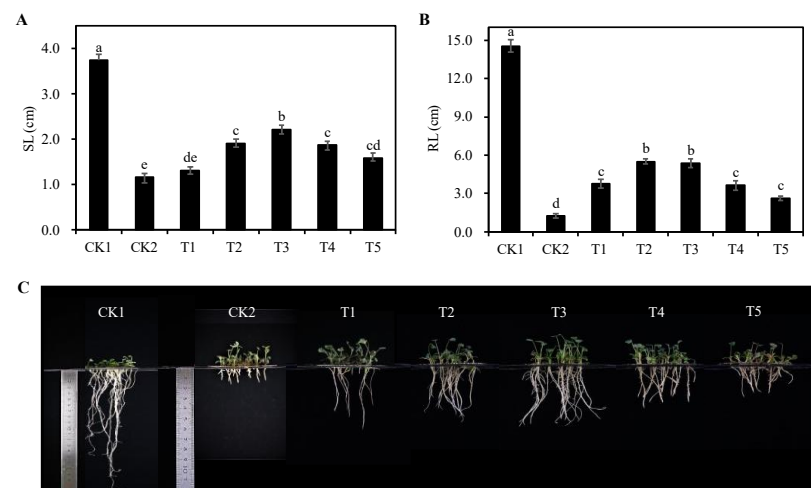 A
SL (cm)
4.0
3.0
2.0
1.0
0.0
a
e
de
c
b
c
cd
CK1 CK2 T1 T2 T3 T4 T5
B
RL (cm)
15.0
12.0
9.0
6.0
3.0
0.0
a
d
c
b
b
c
c
CK1 CK2 T1 T2 T3 T4 T5
C
CK1 CK2 T1 T2 T3 T4 T5